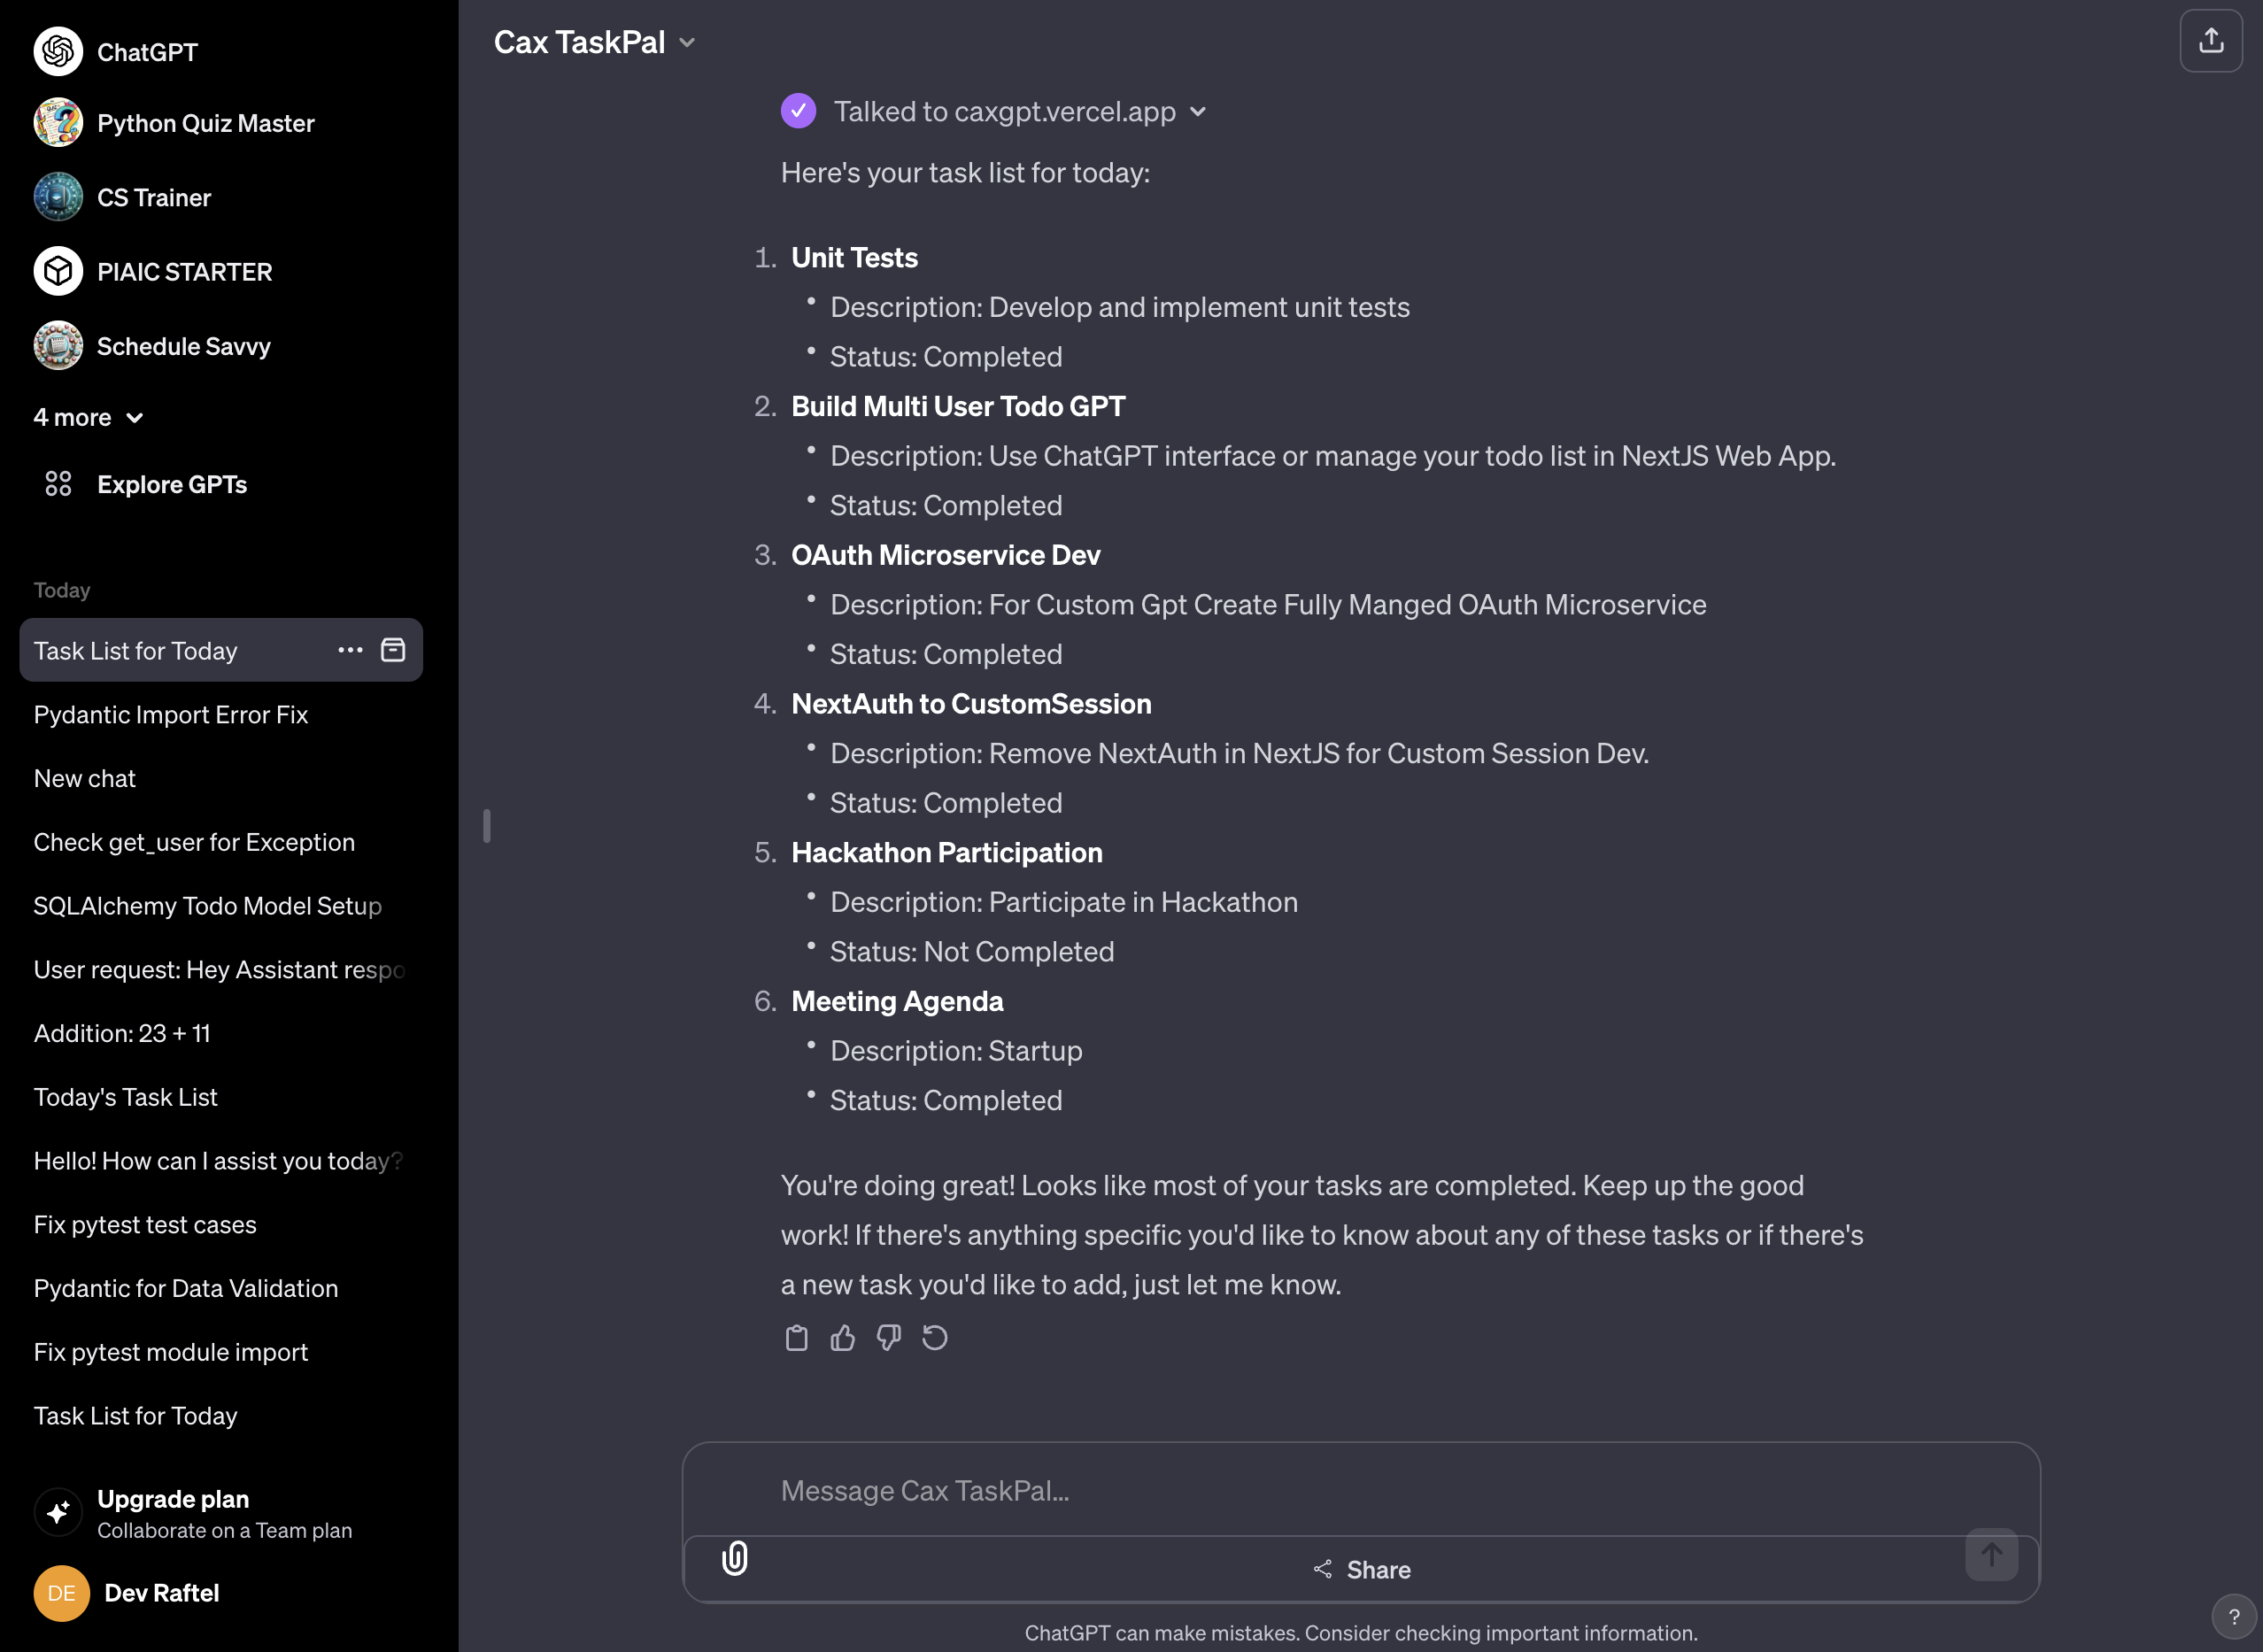 ChatGPT
Python Quiz Master
CS Trainer
PIAIC STARTER
Schedule Savvy
4 more
Explore GPTs
Today
Task List for Today
Pydantic Import Error Fix
New chat
Check get_user for Exception
SQLAlchemy Todo Model Setup
User request: Hey Assistant respo
Addition: 23 + 11
Today's Task List
Hello! How can I assist you today?
Fix pytest test cases
Pydantic for Data Validation
Fix pytest module import
Task List for Today
Upgrade plan
Collaborate on a Team plan
DE
Dev Raftel
Cax TaskPal
Talked to caxgpt.vercel.app
Here's your task list for today:
1. Unit Tests
• Description: Develop and implement unit tests
• Status: Completed
2. Build Multi User Todo GPT
• Description: Use ChatGPT interface or manage your todo list in NextJS Web App.
• Status: Completed
3. OAuth Microservice Dev
• Description: For Custom Gpt Create Fully Manged OAuth Microservice
• Status: Completed
4. NextAuth to CustomSession
• Description: Remove NextAuth in NextJS for Custom Session Dev.
• Status: Completed
5. Hackathon Participation
• Description: Participate in Hackathon
• Status: Not Completed
6. Meeting Agenda
• Description: Startup
• Status: Completed
You're doing great! Looks like most of your tasks are completed. Keep up the good
work! If there's anything specific you'd like to know about any of these tasks or if there's
a new task you'd like to add, just let me know.
Message Cax TaskPal...
Share
ChatGPT can make mistakes. Consider checking important information.
?